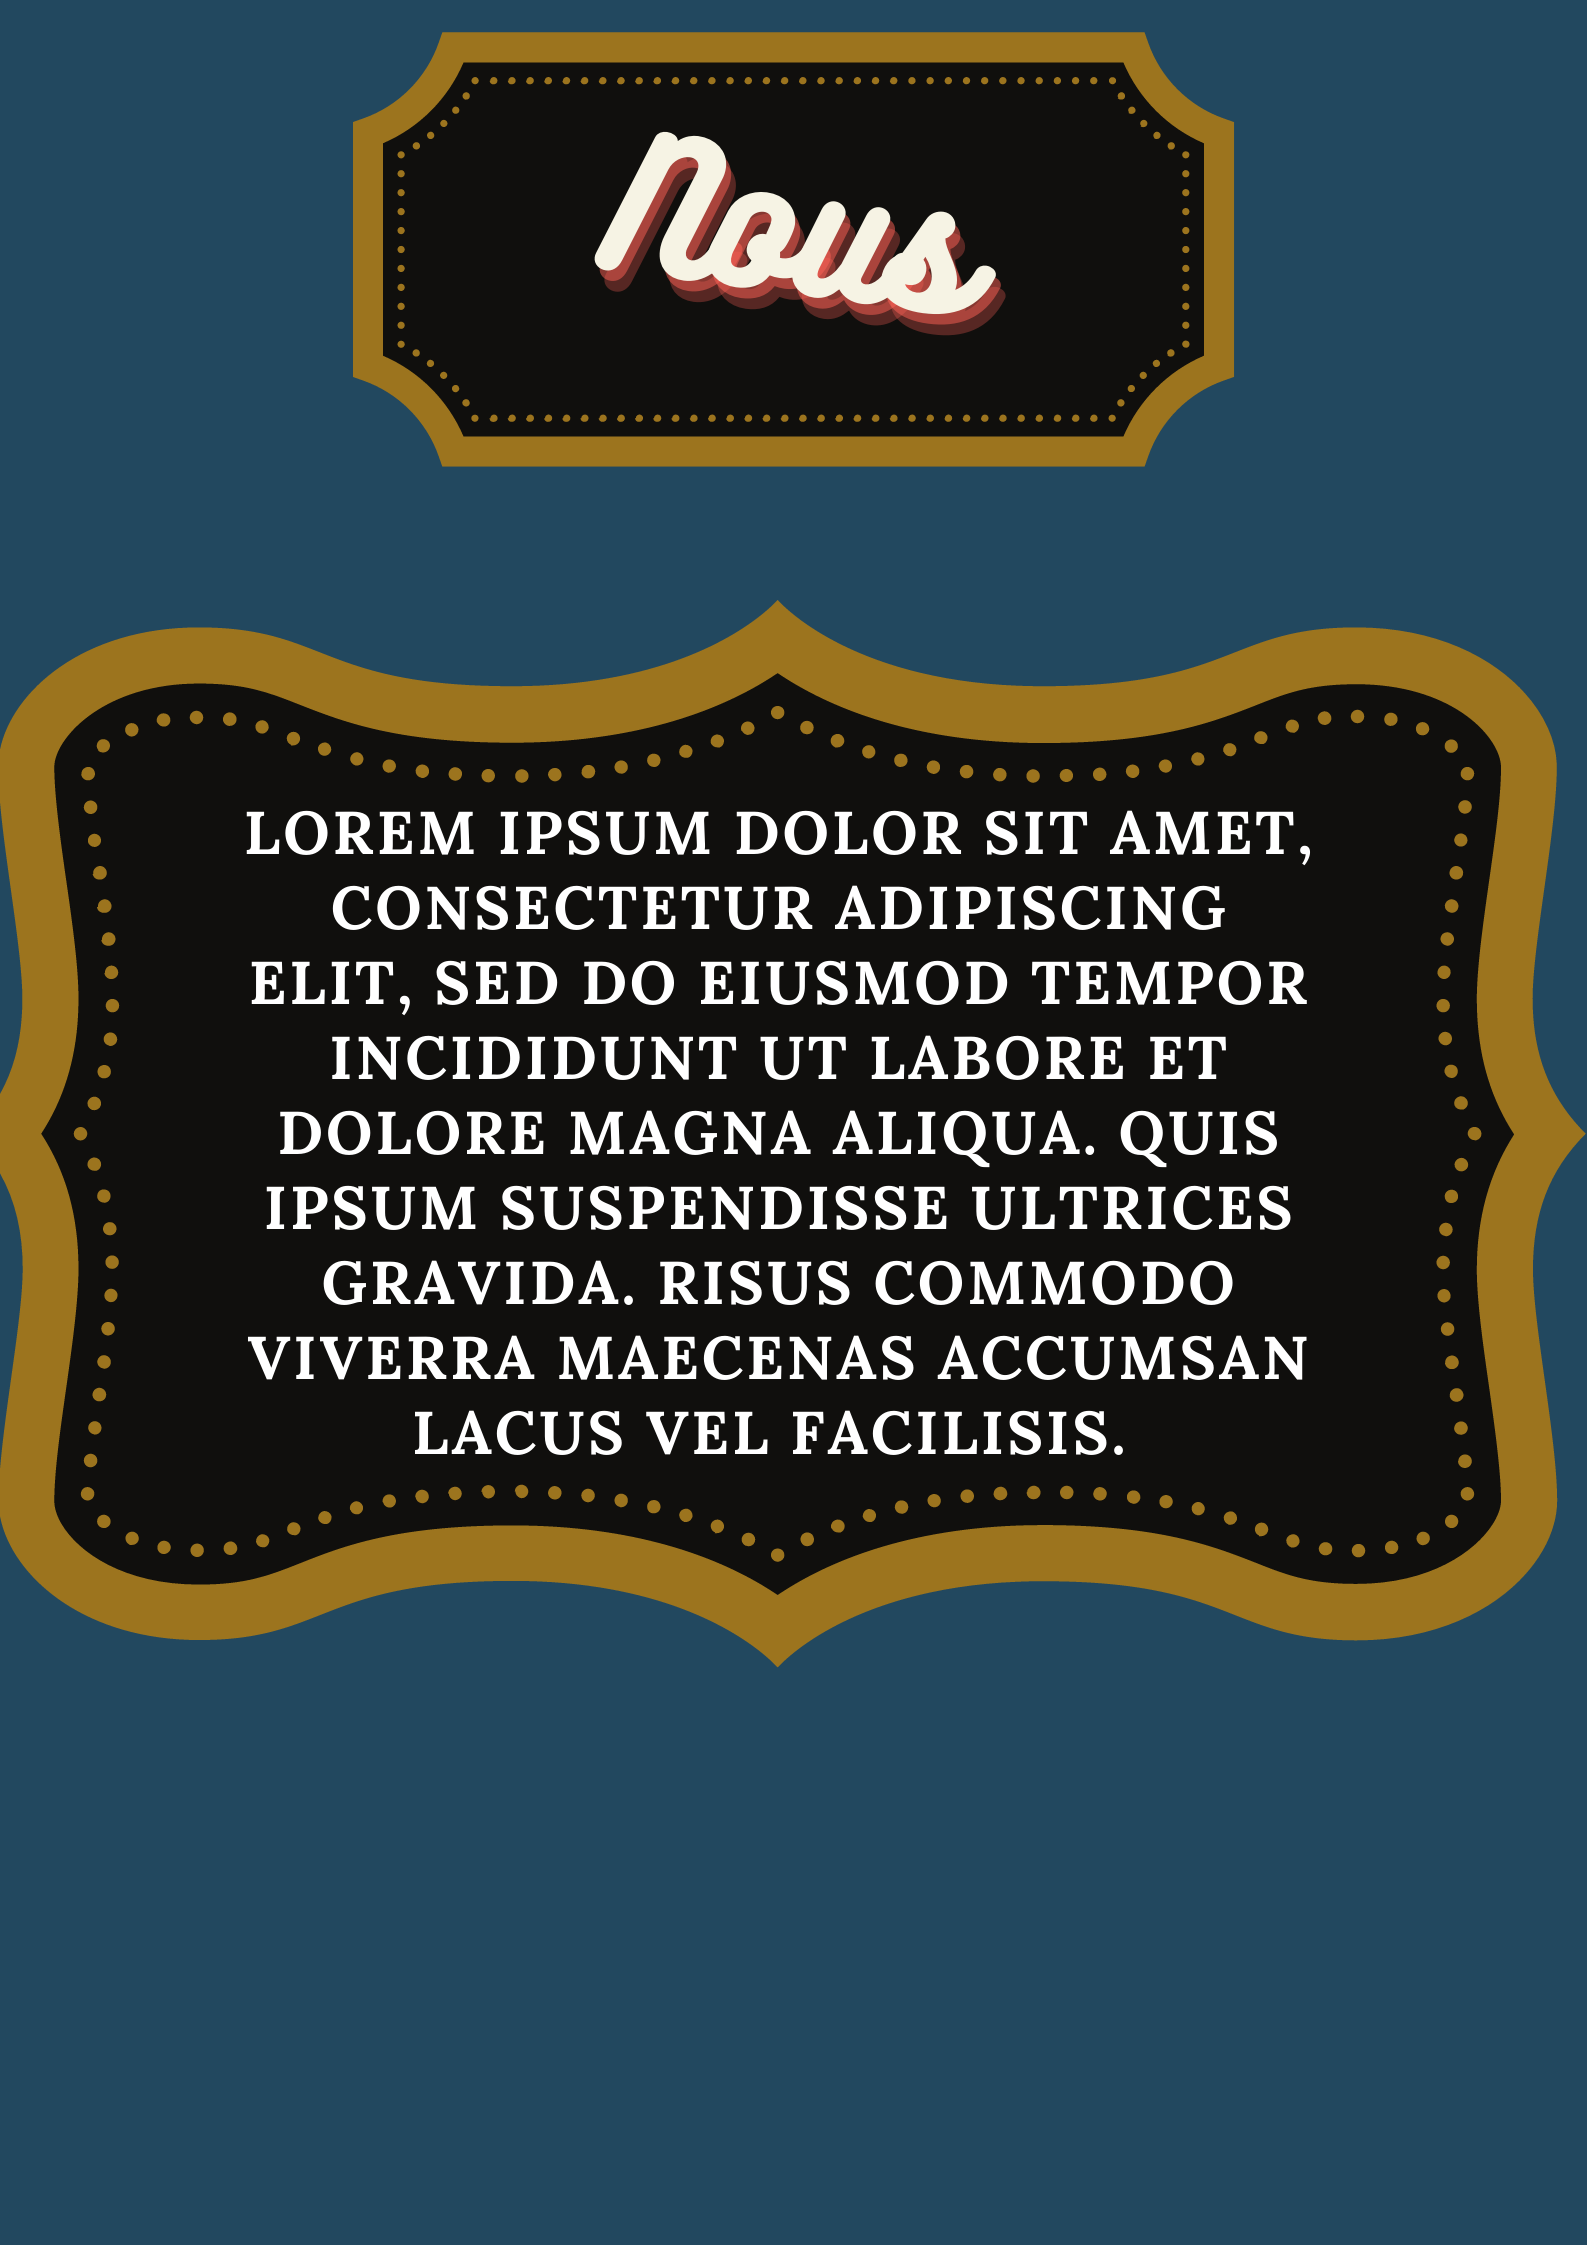 Nous
LOREM IPSUM DOLOR SIT AMET,
CONSECTETUR ADIPISCING
ELIT, SED DO EIUSMOD TEMPOR
INCIDIDUNT UT LABORE ET
DOLORE MAGNA ALIQUA. QUIS
IPSUM SUSPENDISSE ULTRICES
GRAVIDA. RISUS COMMODO
VIVERRA MAECENAS ACCUMSAN
LACUS VEL FACILISIS.